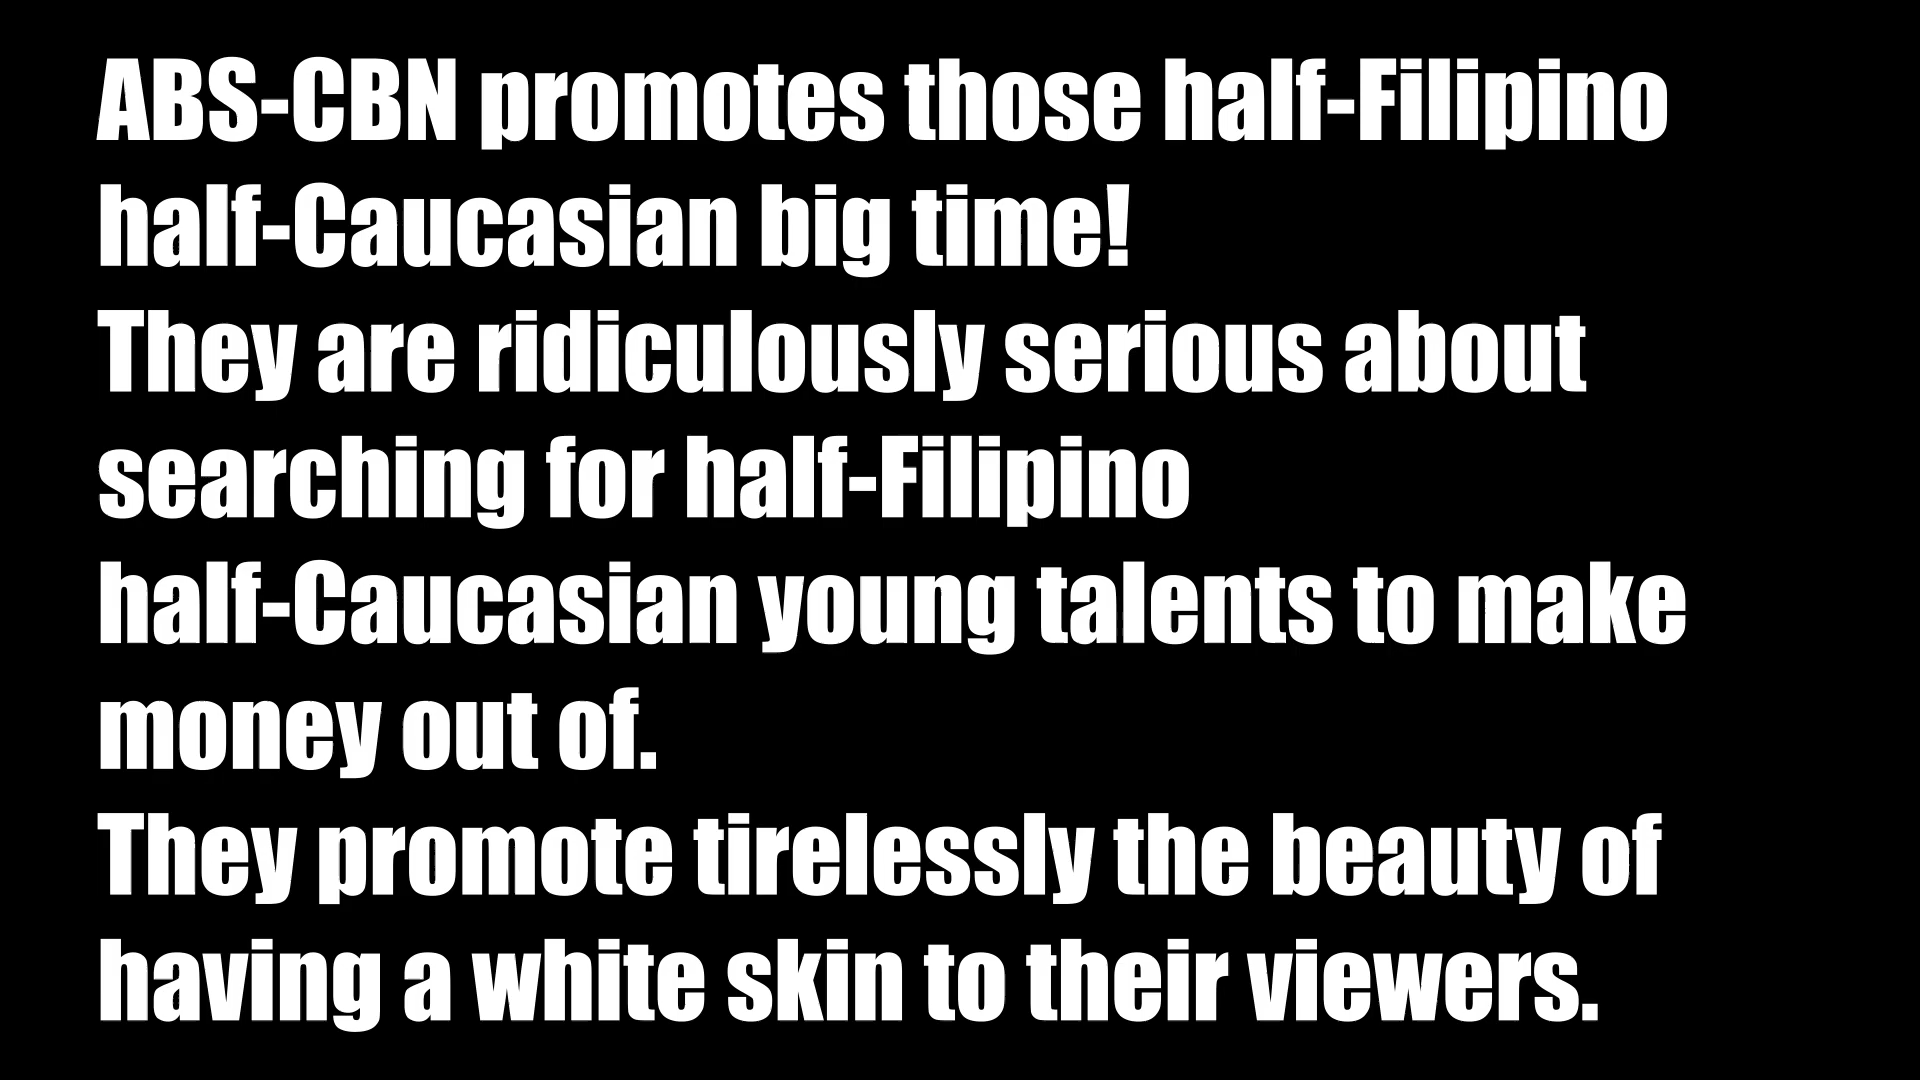 ABS-CBN promotes those half-Filipino
half-Caucasian big time!
They are ridiculously serious about
searching for half-Filipino
half-Caucasian young talents to make
money out of.
They promote tirelessly the beauty of
having a white skin to their viewers.